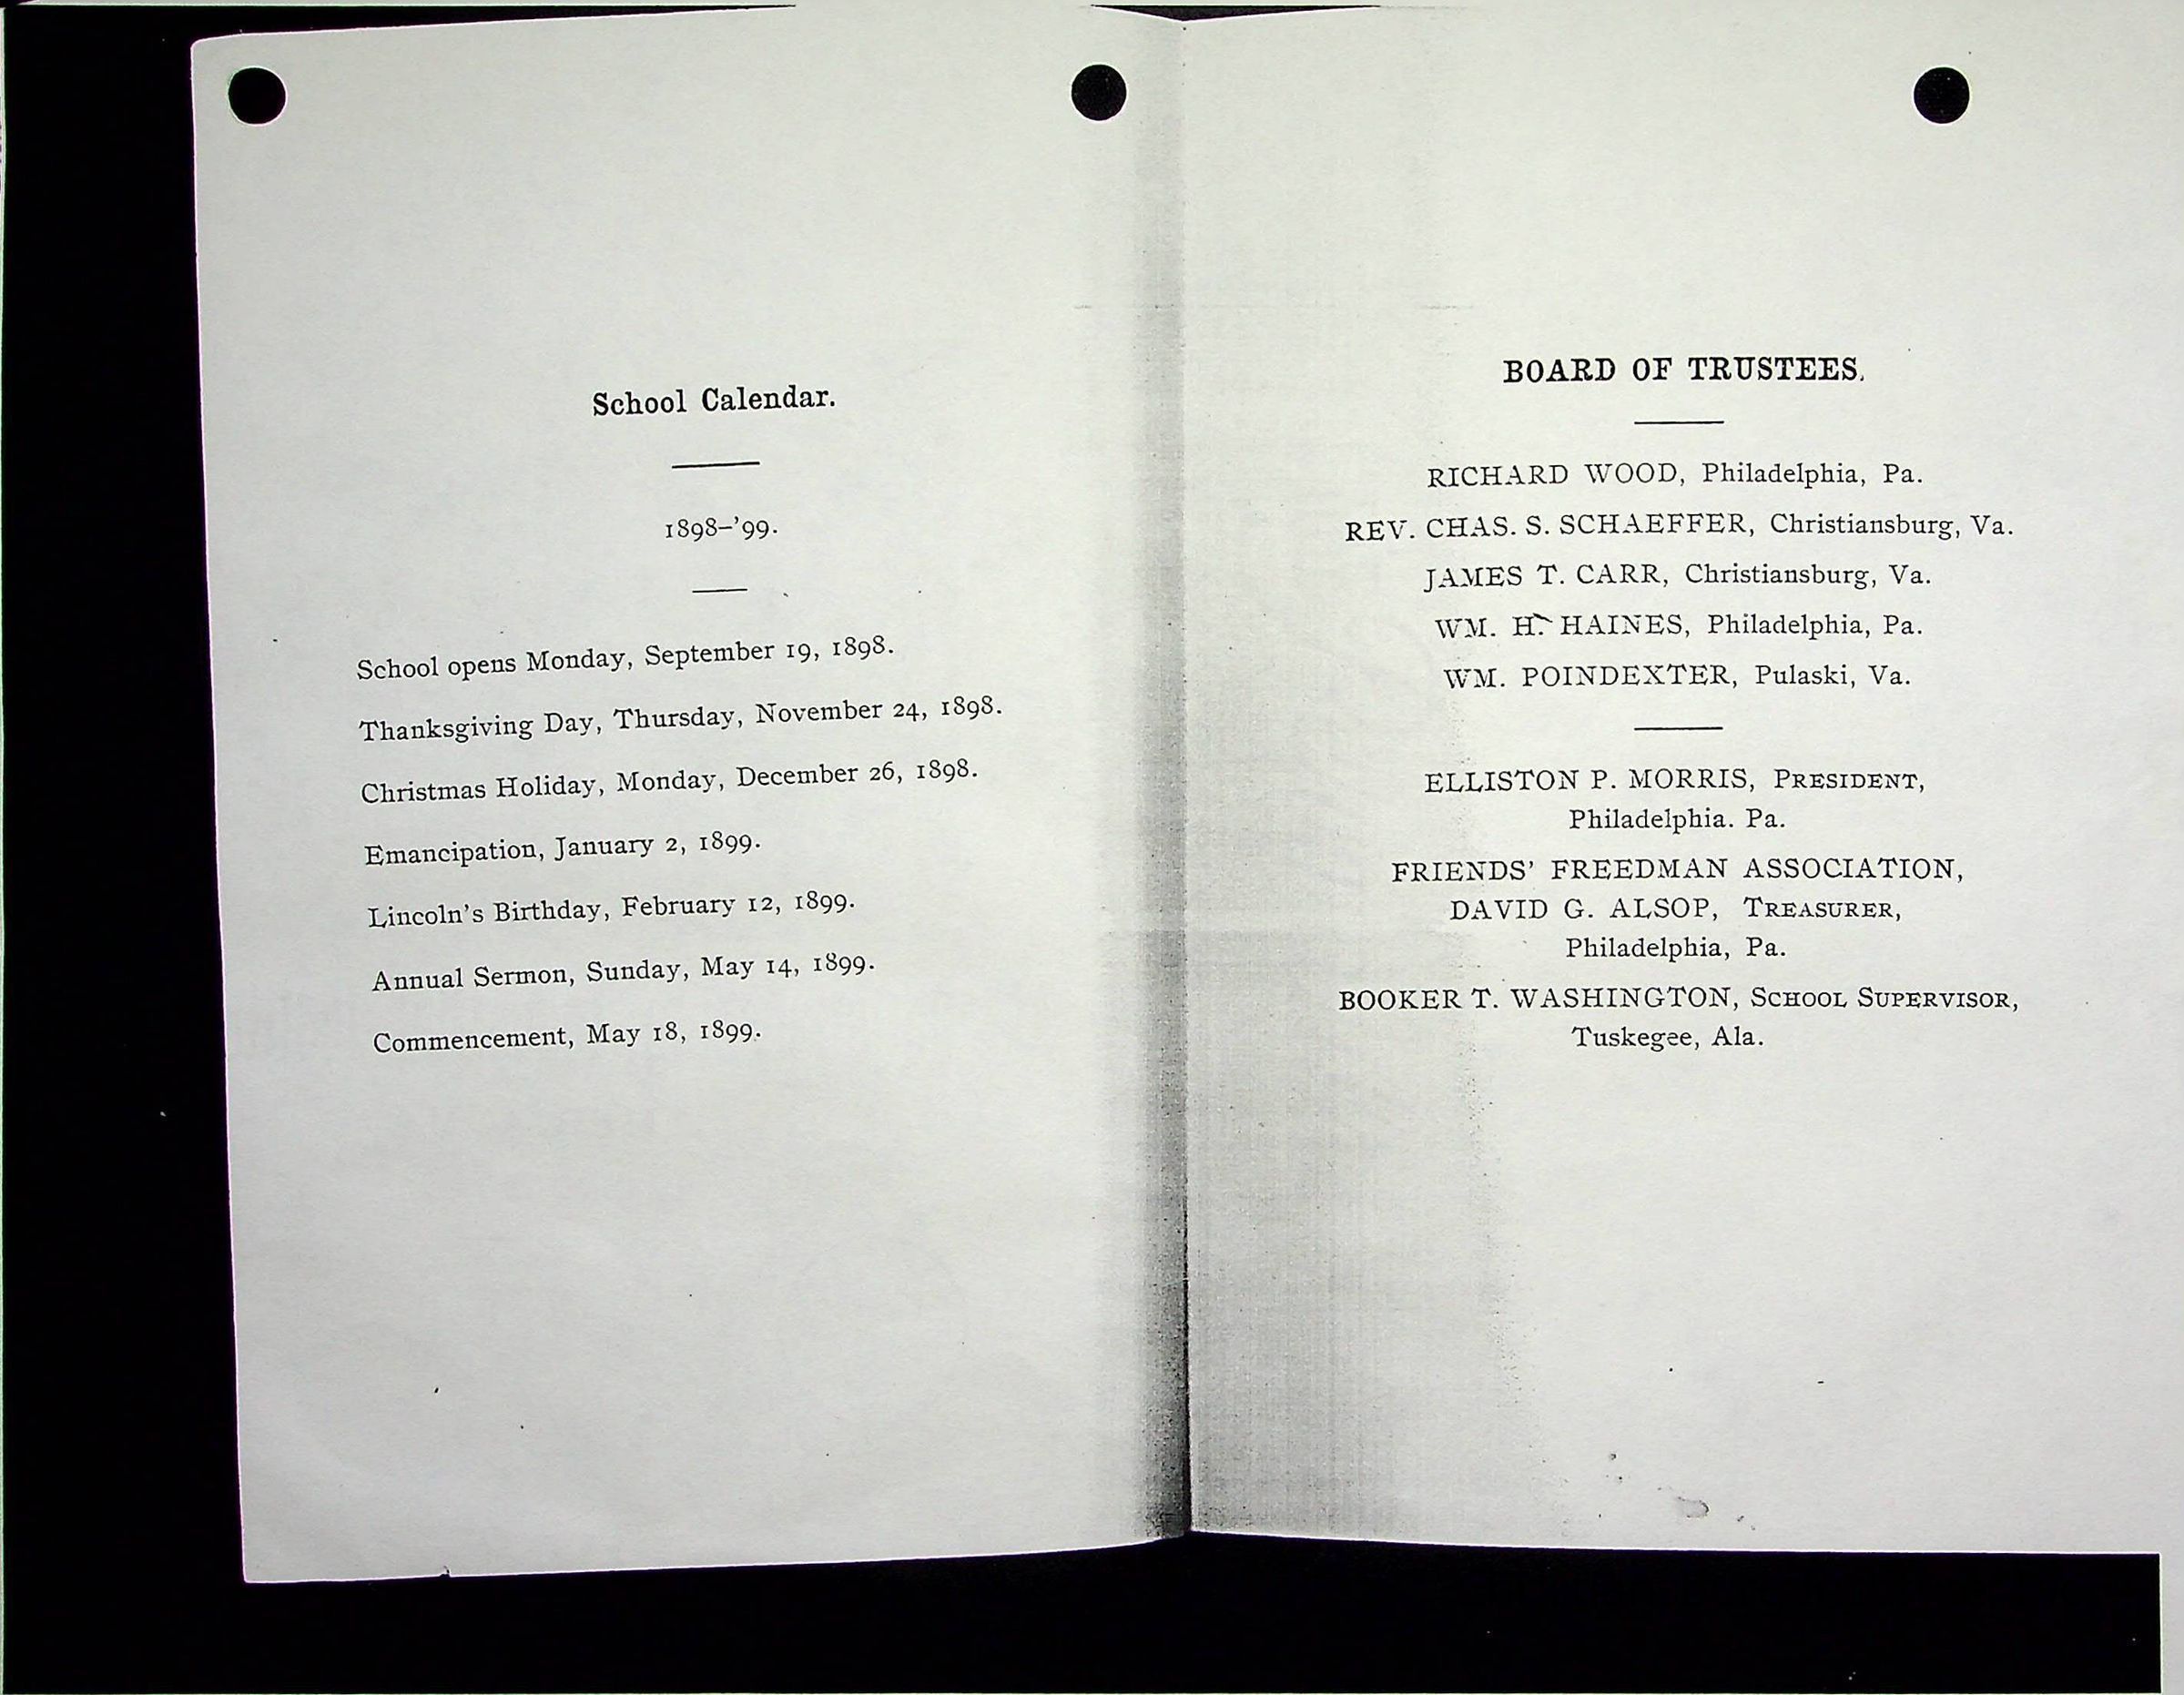 School Calendar.
1898–'99.
School opens Monday, September 19, 1898.
Thanksgiving Day, Thursday, November 24, 1898.
Christmas Holiday, Monday, December 26, 1898.
Emancipation, January 2, 1899.
Lincoln's Birthday, February 12, 1899.
Annual Sermon, Sunday, May 14, 1899.
Commencement, May 18, 1899.
BOARD OF TRUSTEES.
RICHARD WOOD, Philadelphia, Pa.
REV. CHAS. S. SCHAEFFER, Christiansburg, Va.
JAMES T. CARR, Christiansburg, Va.
WM. H. HAINES, Philadelphia, Pa.
WM. POINDEXTER, Pulaski, Va.
ELLISTON P. MORRIS, PRESIDENT,
Philadelphia. Pa.
FRIENDS' FREEDMAN ASSOCIATION,
DAVID G. ALSOP, TREASURER,
Philadelphia, Pa.
BOOKER T. WASHINGTON, SCHOOL SUPERVISOR,
Tuskegee, Ala.